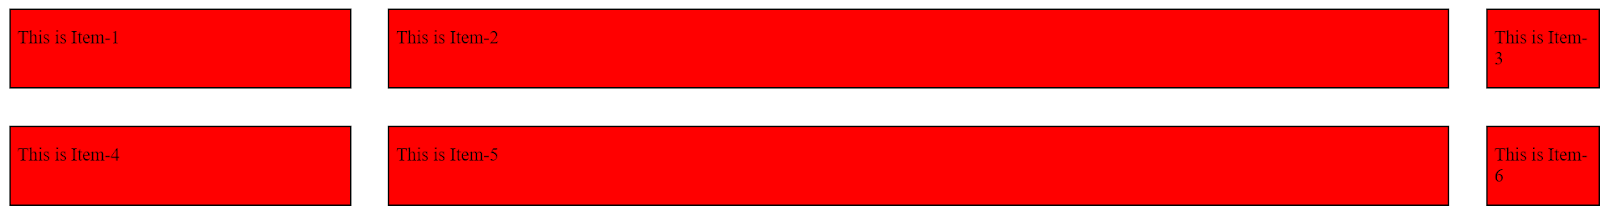 This is Item-1
This is Item-2
This is Item-
3
This is Item-4
This is Item-5
This is Item-
6